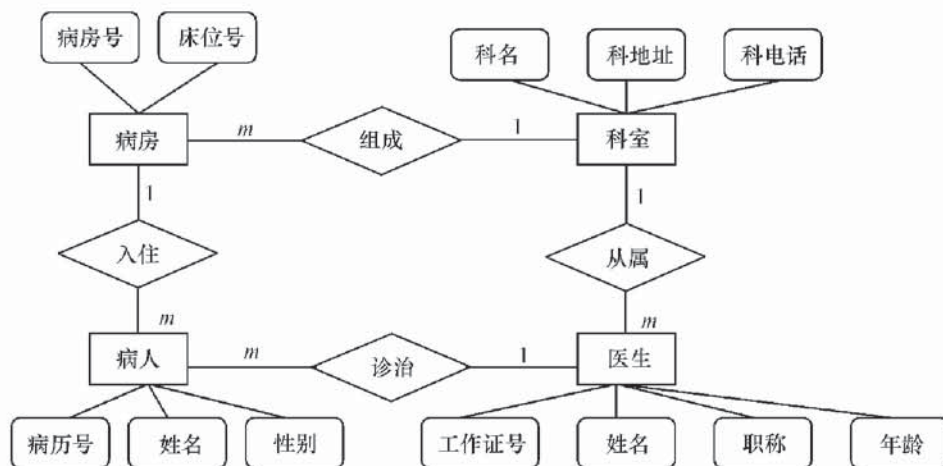 病房号 床位号
科名 科地址 科电话
病房 m 组成 1 科室
1 1
入住 从属
m m
病人 m 诊治 1 医生
病历号 姓名 性别 工作证号 姓名 职称 年龄